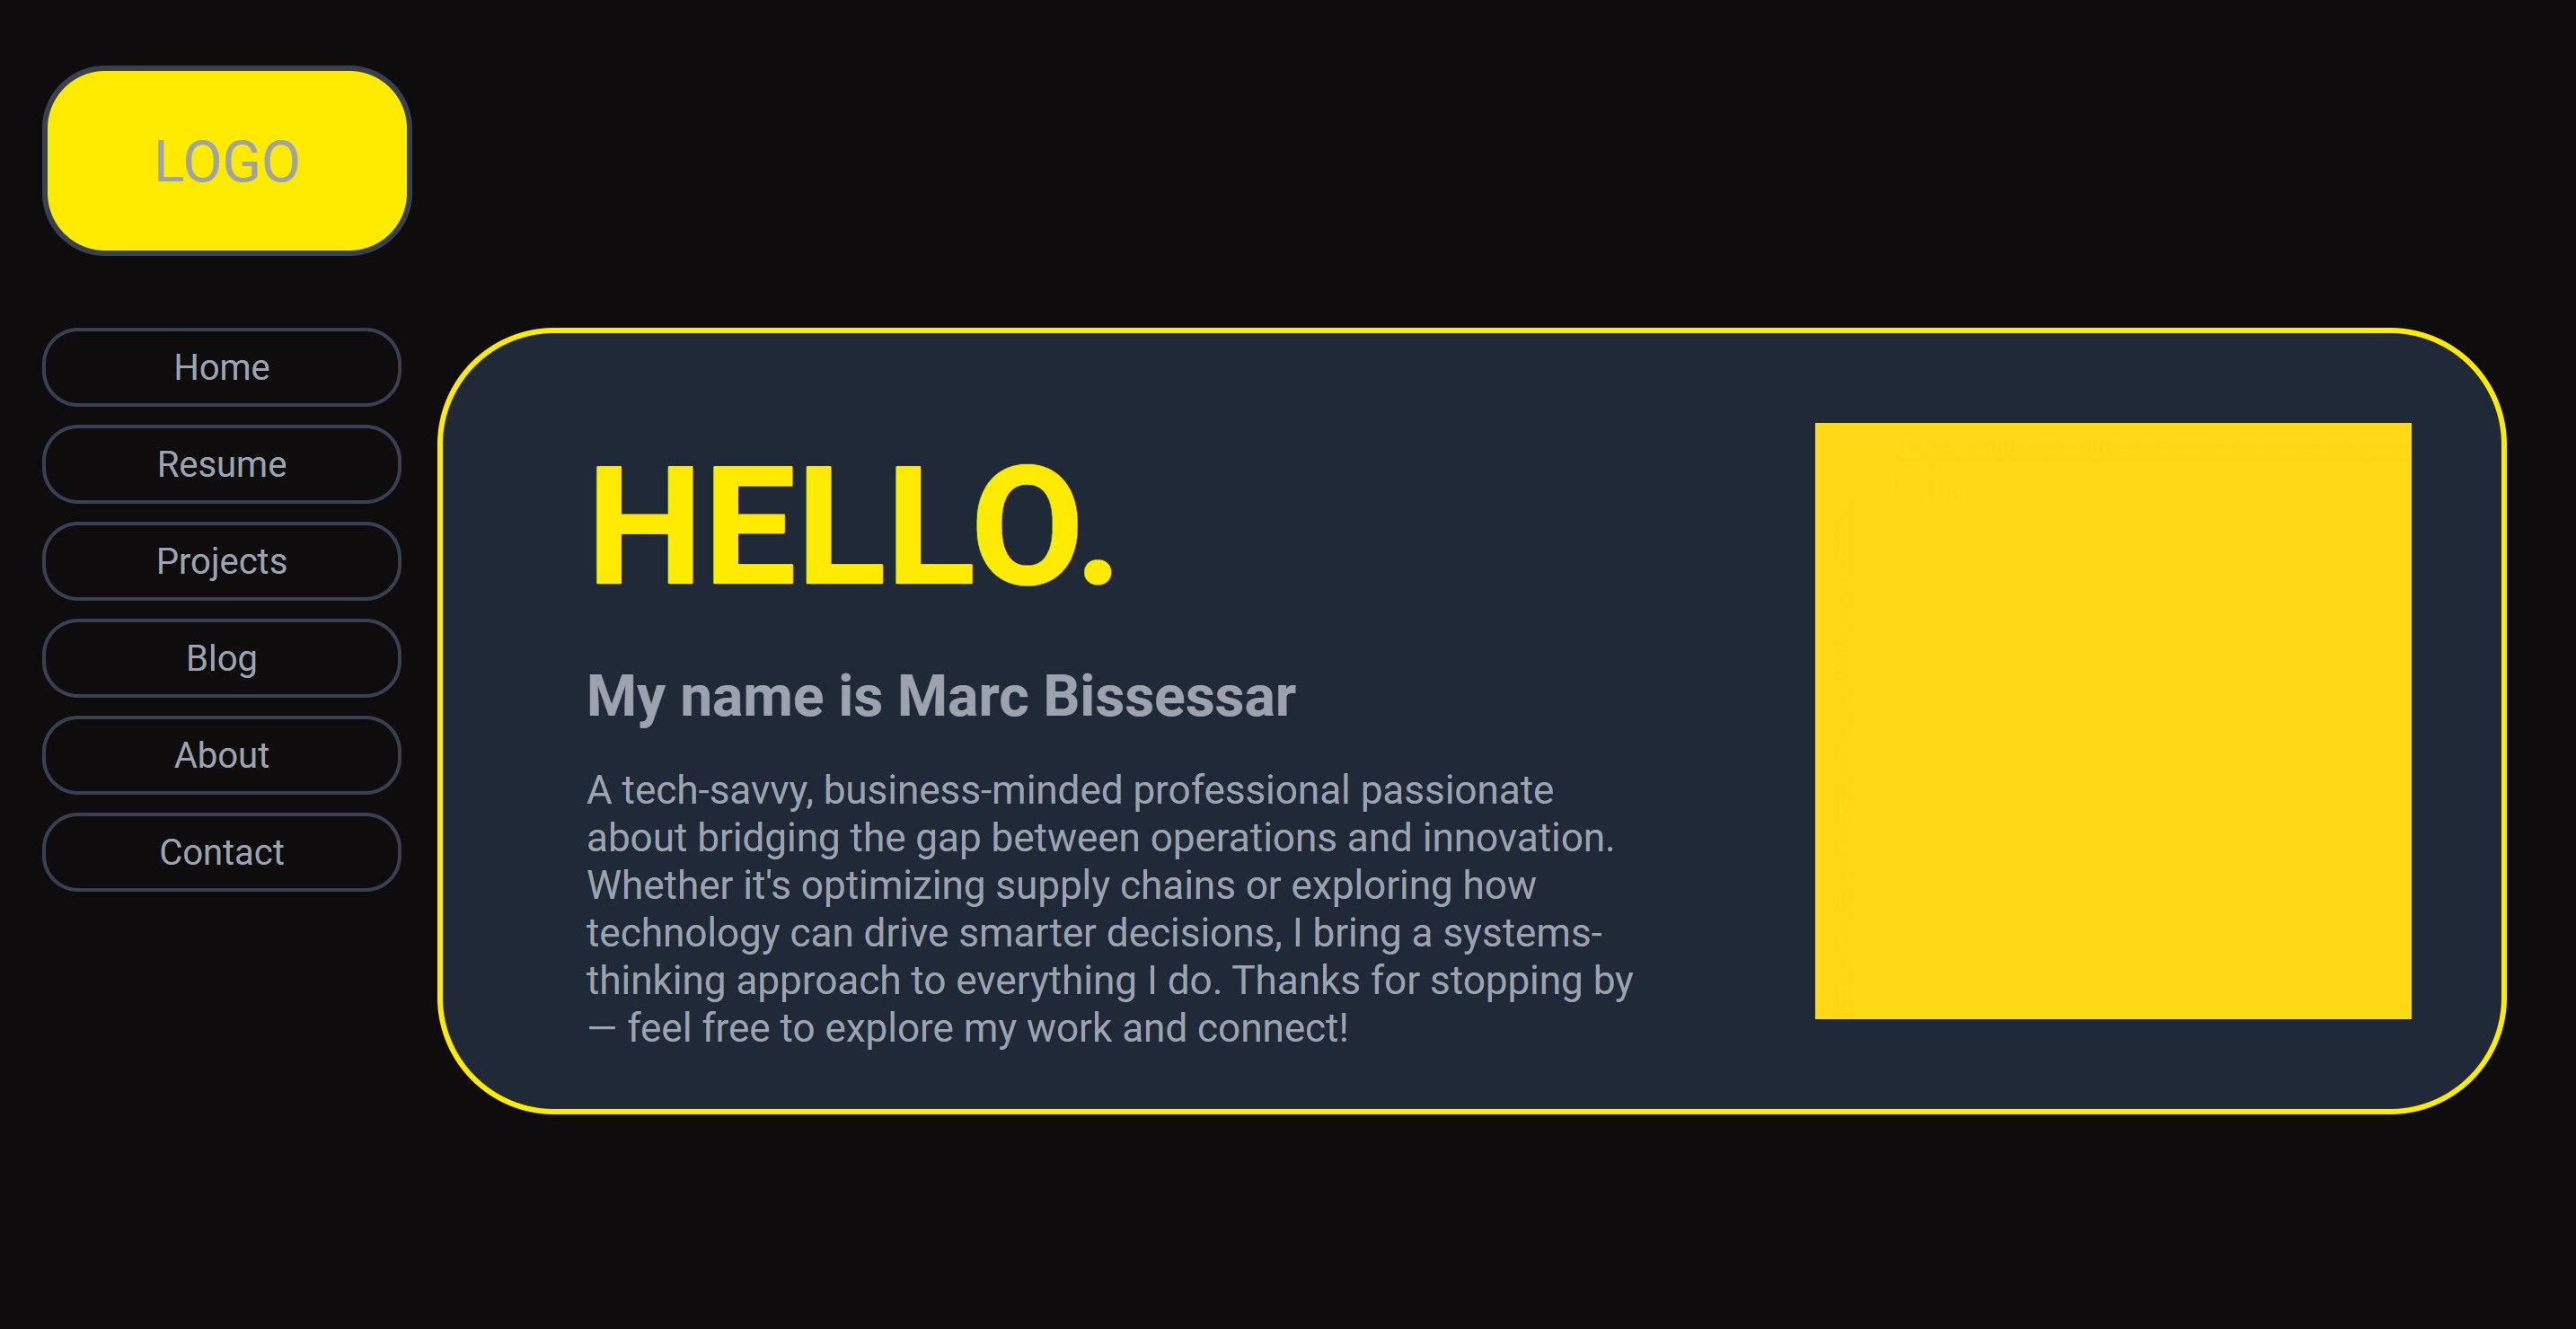 LOGO
Home
Resume
Projects
Blog
About
Contact
HELLO.
My name is Marc Bissessar
A tech-savvy, business-minded professional passionate
about bridging the gap between operations and innovation.
Whether it's optimizing supply chains or exploring how
technology can drive smarter decisions, I bring a systems-
thinking approach to everything I do. Thanks for stopping by
— feel free to explore my work and connect!